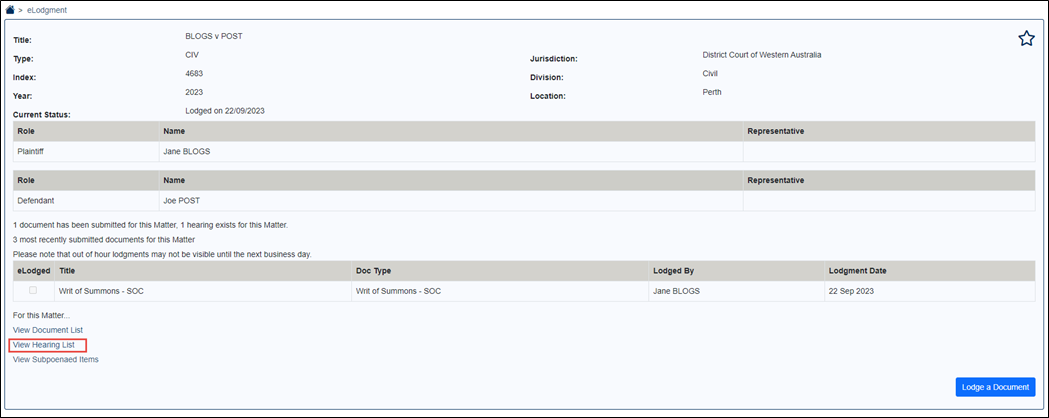 > eLodgment
Title: BLOGS v POST
Type: CIV Jurisdiction: District Court of Western Australia
Index: 4683 Division: Civil
Year: 2023 Location: Perth
Current Status: Lodged on 22/09/2023
Role Name Representative
Plaintiff Jane BLOGS
Role Name Representative
Defendant Joe POST
1 document has been submitted for this Matter, 1 hearing exists for this Matter.
3 most recently submitted documents for this Matter
Please note that out of hour lodgments may not be visible until the next business day.
eLodged Title Doc Type Lodged By Lodgment Date
Writ of Summons - SOC Writ of Summons - SOC Jane BLOGS 22 Sep 2023
For this Matter...
View Document List
View Hearing List
View Subpoenaed Items
Lodge a Document